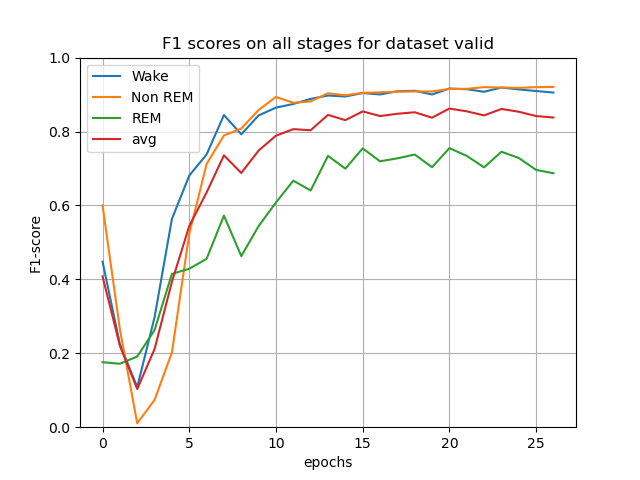 F1 scores on all stages for dataset valid
1.0
0.8
0.6
0.4
0.2
0.0
F1-score
Wake
Non REM
REM
avg
0 5 10 15 20 25
epochs